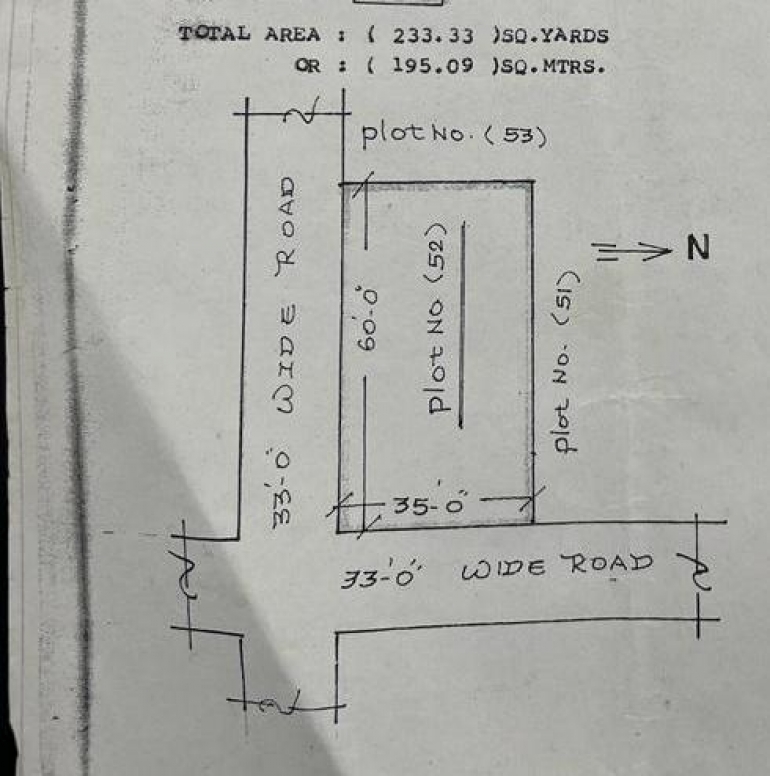 TOTAL AREA : ( 233.33 )SQ.YARDS
OR : ( 195.09 )SQ.MTRS.
plot No. (53)
33'-0" WIDE ROAD
60'-0"
plot No (52)
plot No. (51)
N
35'-0"
33'-0" WIDE ROAD